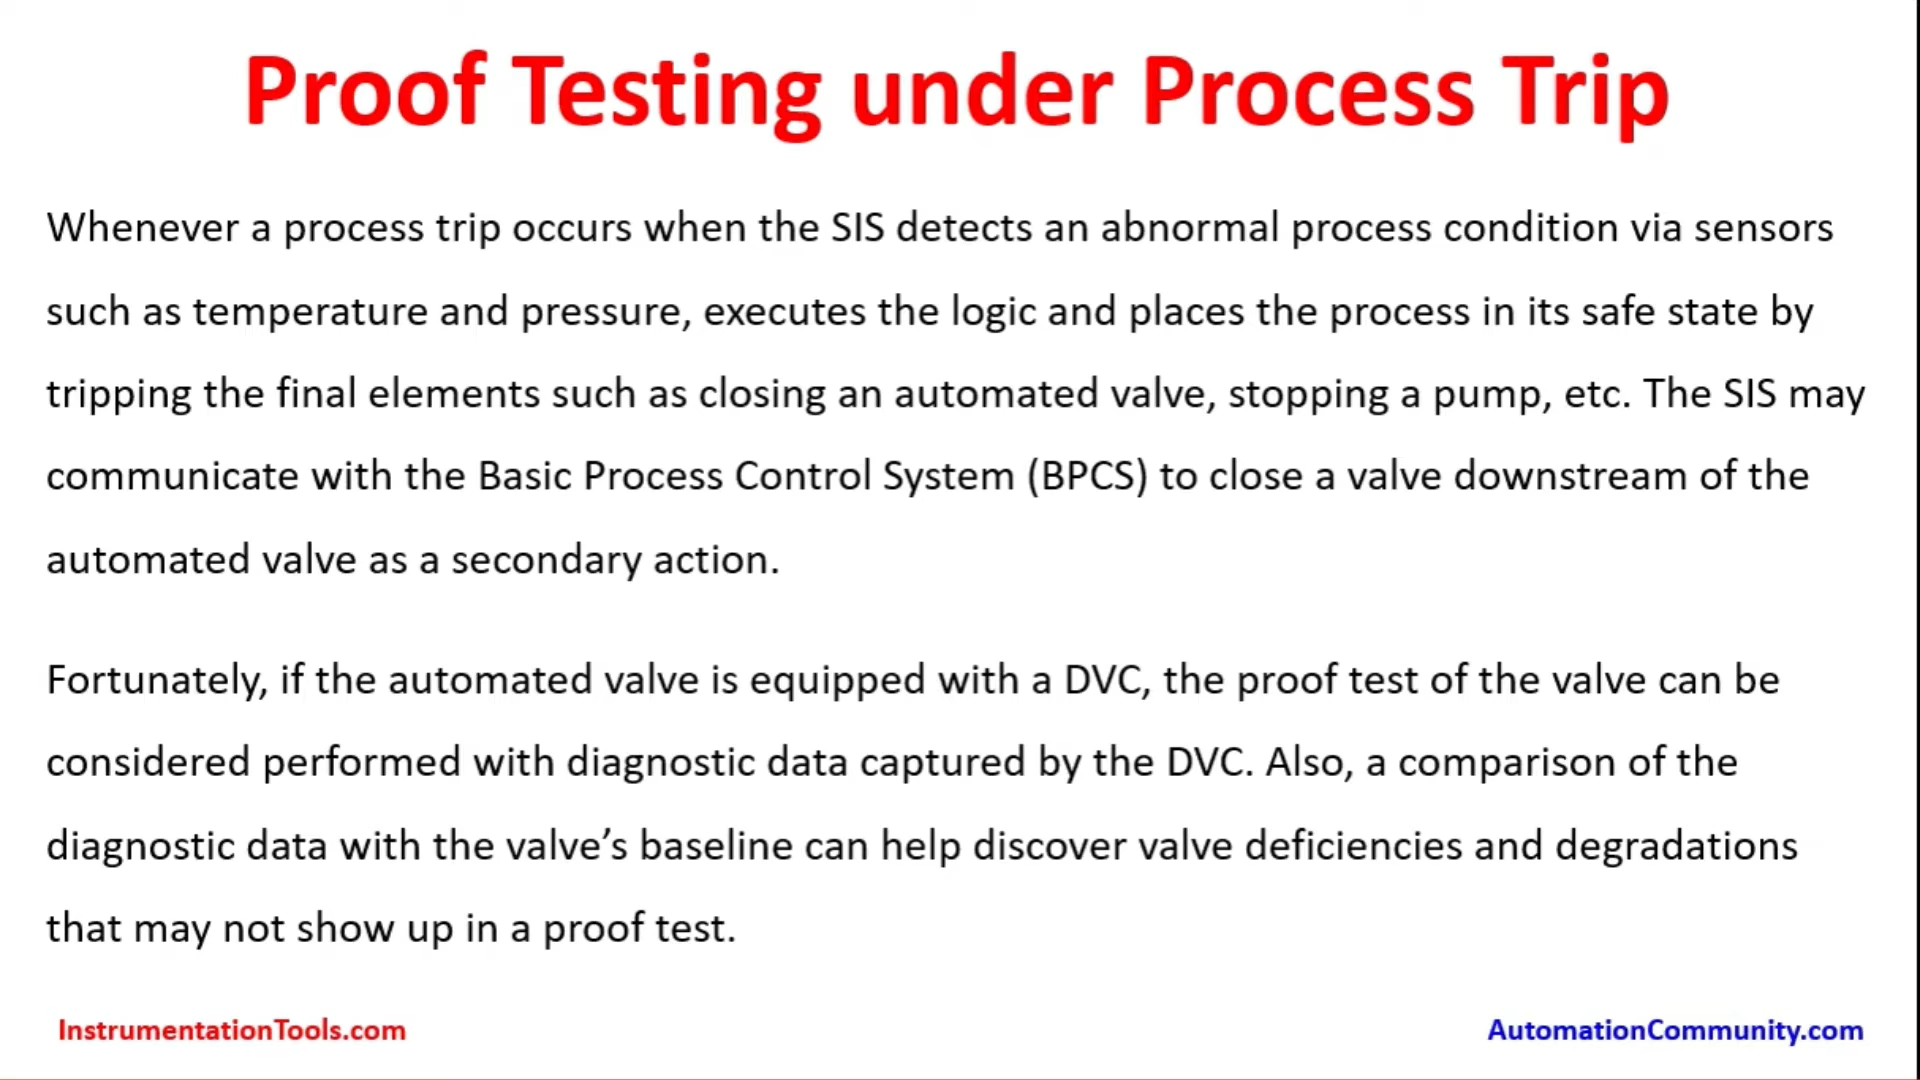 Proof Testing under Process Trip
Whenever a process trip occurs when the SIS detects an abnormal process condition via sensors
such as temperature and pressure, executes the logic and places the process in its safe state by
tripping the final elements such as closing an automated valve, stopping a pump, etc. The SIS may
communicate with the Basic Process Control System (BPCS) to close a valve downstream of the
automated valve as a secondary action.
Fortunately, if the automated valve is equipped with a DVC, the proof test of the valve can be
considered performed with diagnostic data captured by the DVC. Also, a comparison of the
diagnostic data with the valve’s baseline can help discover valve deficiencies and degradations
that may not show up in a proof test.
InstrumentationTools.com
AutomationCommunity.com